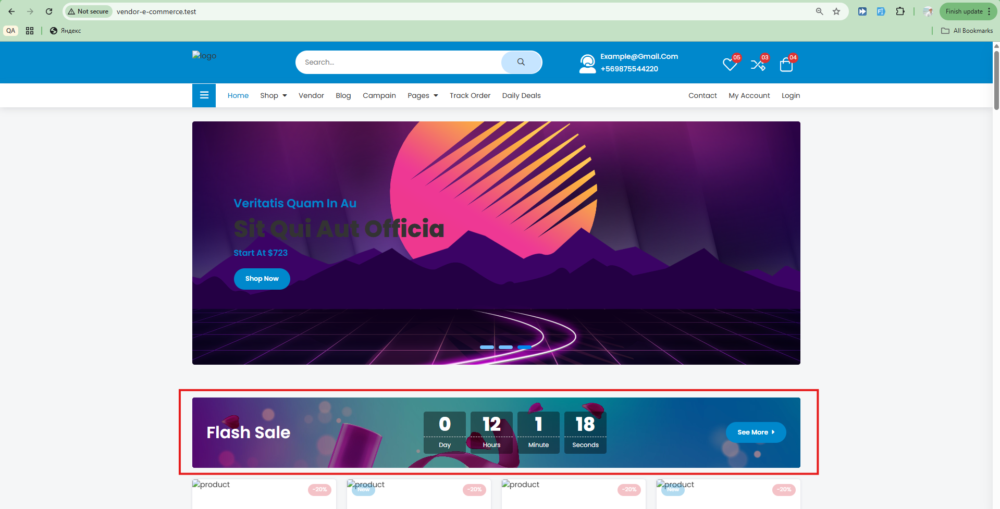 Not secure
vendor-e-commerce.test
Finish update
QA
Яндекс
All Bookmarks
logo
Search...
Example@Gmail.Com
+569875544220
05
03
04
Home
Shop
Vendor
Blog
Campain
Pages
Track Order
Daily Deals
Contact
My Account
Login
Veritatis Quam In Au
Sit Qui Aut Officia
Start At $723
Shop Now
Flash Sale
0
12
1
18
Day
Hours
Minute
Seconds
See More
product
-20%
product
New
-20%
product
-20%
product
New
-20%